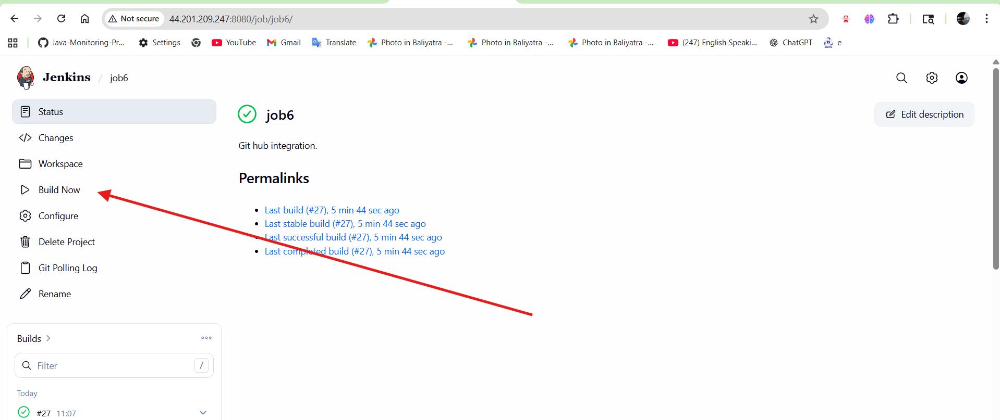 Not secure 44.201.209.247:8080/job/job6/
Java-Monitoring-Pr... Settings YouTube Gmail Translate Photo in Baliyatra -... Photo in Baliyatra -... Photo in Baliyatra -... (247) English Speaki... ChatGPT e
Jenkins / job6
Status
Changes
Workspace
Build Now
Configure
Delete Project
Git Polling Log
Rename
Builds
Filter /
Today
#27 11:07
job6
Edit description
Git hub integration.
Permalinks
Last build (#27), 5 min 44 sec ago
Last stable build (#27), 5 min 44 sec ago
Last successful build (#27), 5 min 44 sec ago
Last completed build (#27), 5 min 44 sec ago